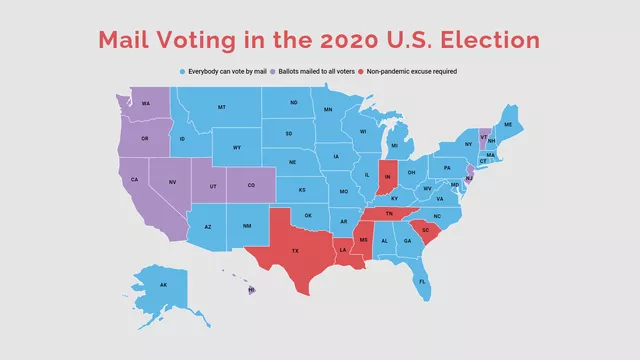 Mail Voting in the 2020 U.S. Election
Everybody can vote by mail Ballots mailed to all voters Non-pandemic excuse required
WA MT ND MN ME
OR ID SD WI MI NY VT NH
WY MA
CT
CA NV UT CO NE IA IL IN OH PA NJ
KS MO KY WV VA MD
AZ NM OK AR TN NC
TX LA MS AL GA SC
AK HI FL